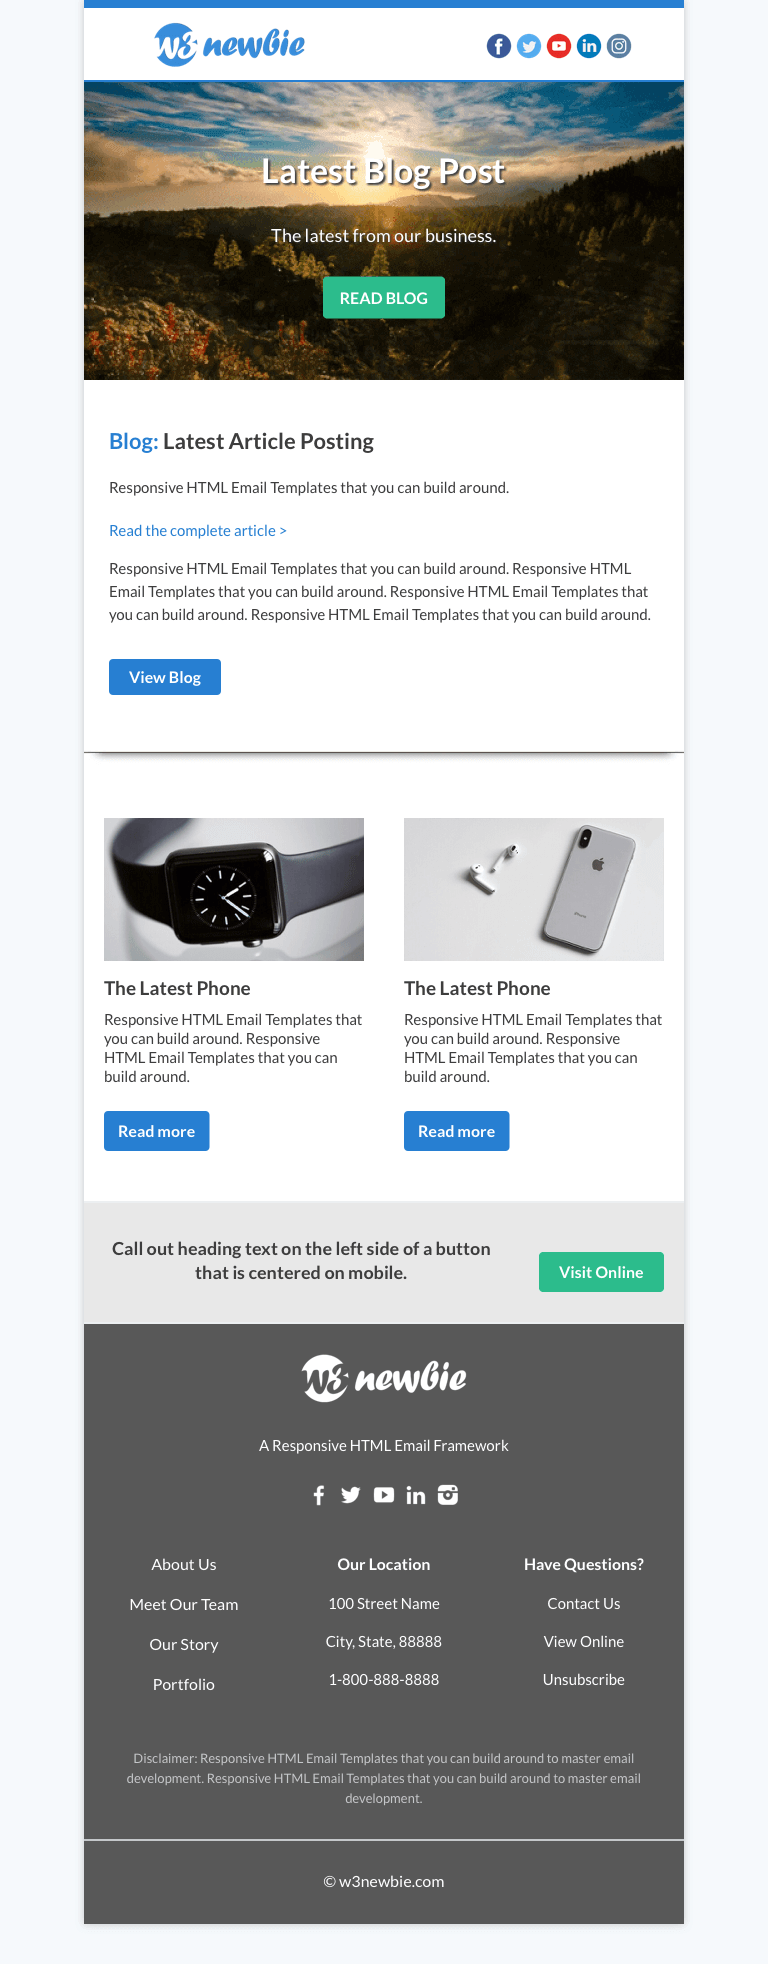 w3 newbie
Latest Blog Post
The latest from our business.
READ BLOG
Blog: Latest Article Posting
Responsive HTML Email Templates that you can build around.
Read the complete article >
Responsive HTML Email Templates that you can build around. Responsive HTML
Email Templates that you can build around. Responsive HTML Email Templates that
you can build around. Responsive HTML Email Templates that you can build around.
View Blog
The Latest Phone
Responsive HTML Email Templates that
you can build around. Responsive
HTML Email Templates that you can
build around.
Read more
The Latest Phone
Responsive HTML Email Templates that
you can build around. Responsive
HTML Email Templates that you can
build around.
Read more
Call out heading text on the left side of a button
that is centered on mobile.
Visit Online
w3 newbie
A Responsive HTML Email Framework
About Us
Meet Our Team
Our Story
Portfolio
Our Location
100 Street Name
City, State, 88888
1-800-888-8888
Have Questions?
Contact Us
View Online
Unsubscribe
Disclaimer: Responsive HTML Email Templates that you can build around to master email
development. Responsive HTML Email Templates that you can build around to master email
development.
© w3newbie.com